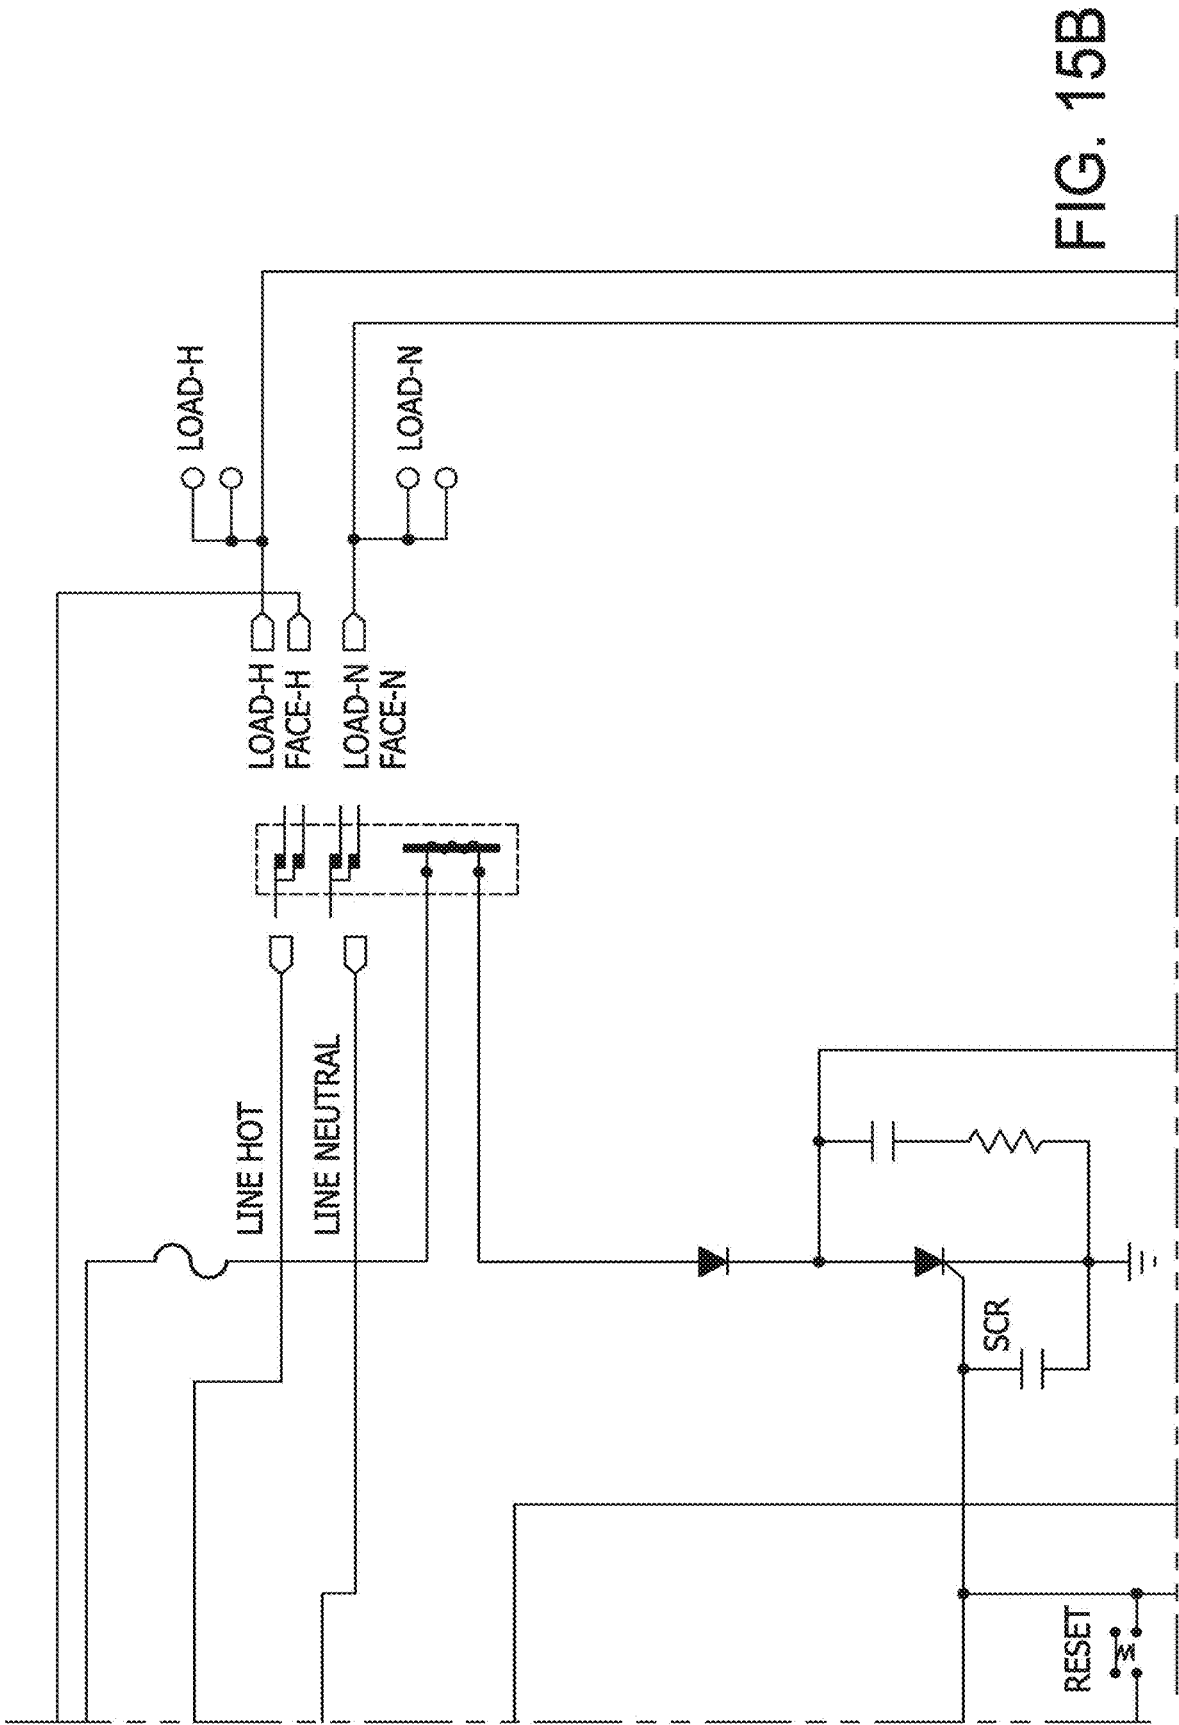 FIG. 15B
LOAD-H
LOAD-N
LOAD-H
FACE-H
LOAD-N
FACE-N
LINE HOT
LINE NEUTRAL
SCR
RESET